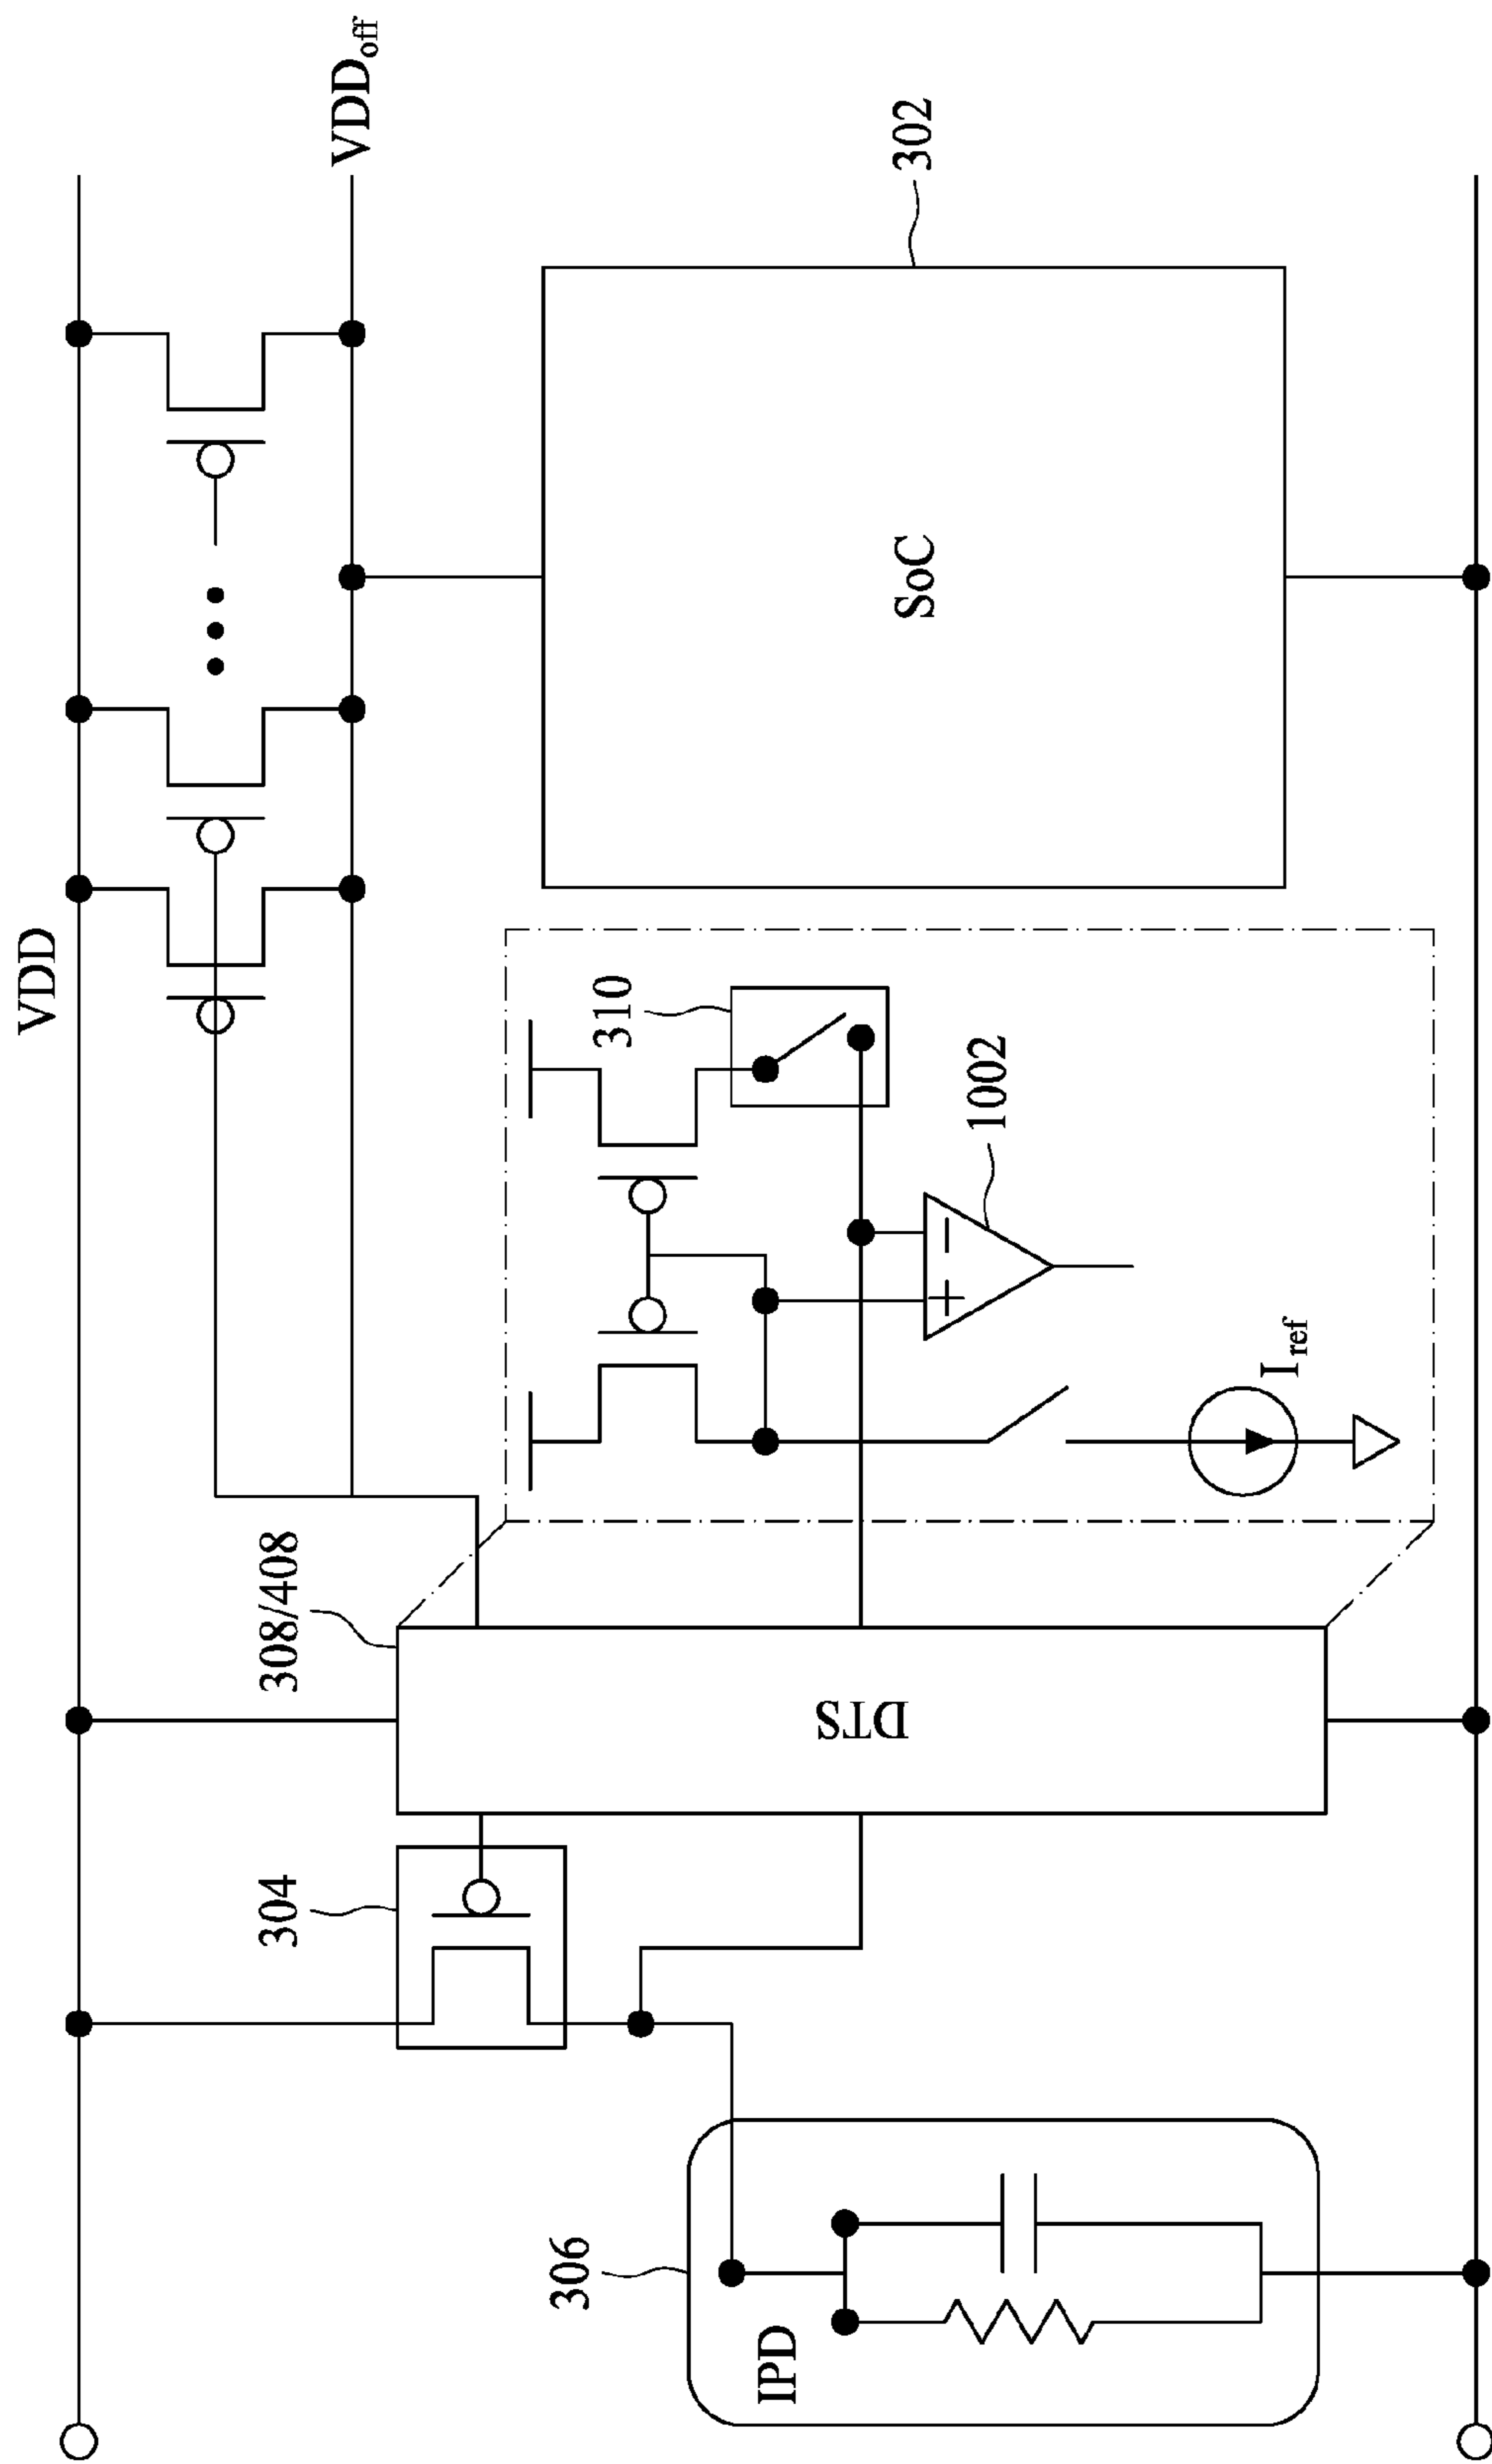 VDD
VDDoff
304
308/408
310
302
306
IPD
DTS
+
−
1002
Iref
SoC